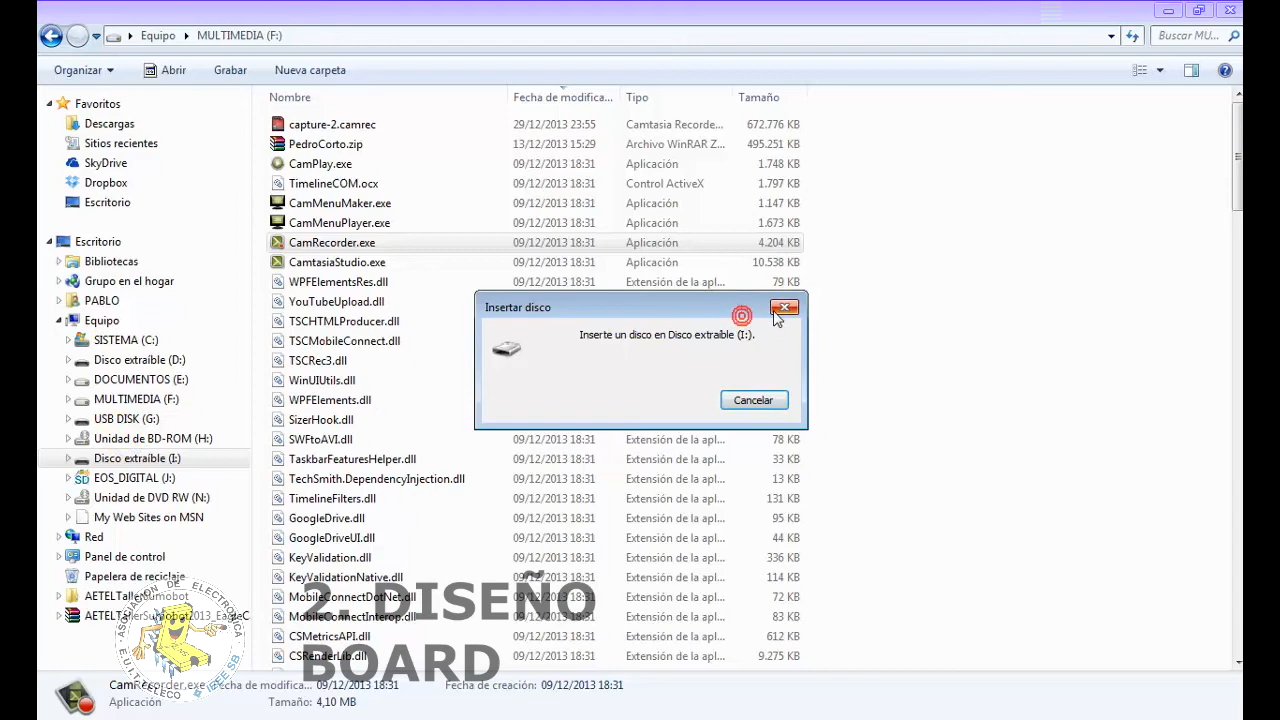 Equipo MULTIMEDIA (F:)
Buscar MU...
Organizar Abrir Grabar Nueva carpeta
Nombre Fecha de modifica... Tipo Tamaño
Favoritos
Descargas
Sitios recientes
SkyDrive
Dropbox
Escritorio
Escritorio
Bibliotecas
Grupo en el hogar
PABLO
Equipo
SISTEMA (C:)
Disco extraíble (D:)
DOCUMENTOS (E:)
MULTIMEDIA (F:)
USB DISK (G:)
Unidad de BD-ROM (H:)
Disco extraíble (I:)
EOS_DIGITAL (J:)
Unidad de DVD RW (N:)
My Web Sites on MSN
Red
Panel de control
Papelera de reciclaje
AETELTallerSumobot
AETELTallerSumobot2013_EagleC
capture-2.camrec 29/12/2013 23:55 Camtasia Recorde... 672.776 KB
PedroCorto.zip 13/12/2013 15:29 Archivo WinRAR Z... 495.251 KB
CamPlay.exe 09/12/2013 18:31 Aplicación 1.748 KB
TimelineCOM.ocx 09/12/2013 18:31 Control ActiveX 1.797 KB
CamMenuMaker.exe 09/12/2013 18:31 Aplicación 1.147 KB
CamMenuPlayer.exe 09/12/2013 18:31 Aplicación 1.673 KB
CamRecorder.exe 09/12/2013 18:31 Aplicación 4.204 KB
CamtasiaStudio.exe 09/12/2013 18:31 Aplicación 10.538 KB
WPFElementsRes.dll 09/12/2013 18:31 Extensión de la apl... 79 KB
YouTubeUpload.dll
TSCHTMLProducer.dll
TSCMobileConnect.dll
TSCRec3.dll
WinUIUtils.dll
WPFElements.dll
SizerHook.dll
SWFtoAVI.dll 09/12/2013 18:31 Extensión de la apl... 78 KB
TaskbarFeaturesHelper.dll 09/12/2013 18:31 Extensión de la apl... 33 KB
TechSmith.DependencyInjection.dll 09/12/2013 18:31 Extensión de la apl... 13 KB
TimelineFilters.dll 09/12/2013 18:31 Extensión de la apl... 131 KB
GoogleDrive.dll 09/12/2013 18:31 Extensión de la apl... 95 KB
GoogleDriveUI.dll 09/12/2013 18:31 Extensión de la apl... 44 KB
KeyValidation.dll 09/12/2013 18:31 Extensión de la apl... 336 KB
KeyValidationNative.dll 09/12/2013 18:31 Extensión de la apl... 114 KB
MobileConnectDotNet.dll 09/12/2013 18:31 Extensión de la apl... 72 KB
MobileConnectInterop.dll 09/12/2013 18:31 Extensión de la apl... 83 KB
CSMetricsAPI.dll 09/12/2013 18:31 Extensión de la apl... 612 KB
CSRenderLib.dll 09/12/2013 18:31 Extensión de la apl... 9.275 KB
Insertar disco
Inserte un disco en Disco extraíble (I:).
Cancelar
2. DISEÑO
BOARD
ASOCIACION DE ELECTRONICA
E.U.I.T. TELECO IEEE.SB
CamRecorder.exe Fecha de modifica... 09/12/2013 18:31 Fecha de creación: 09/12/2013 18:31
Aplicación Tamaño: 4,10 MB